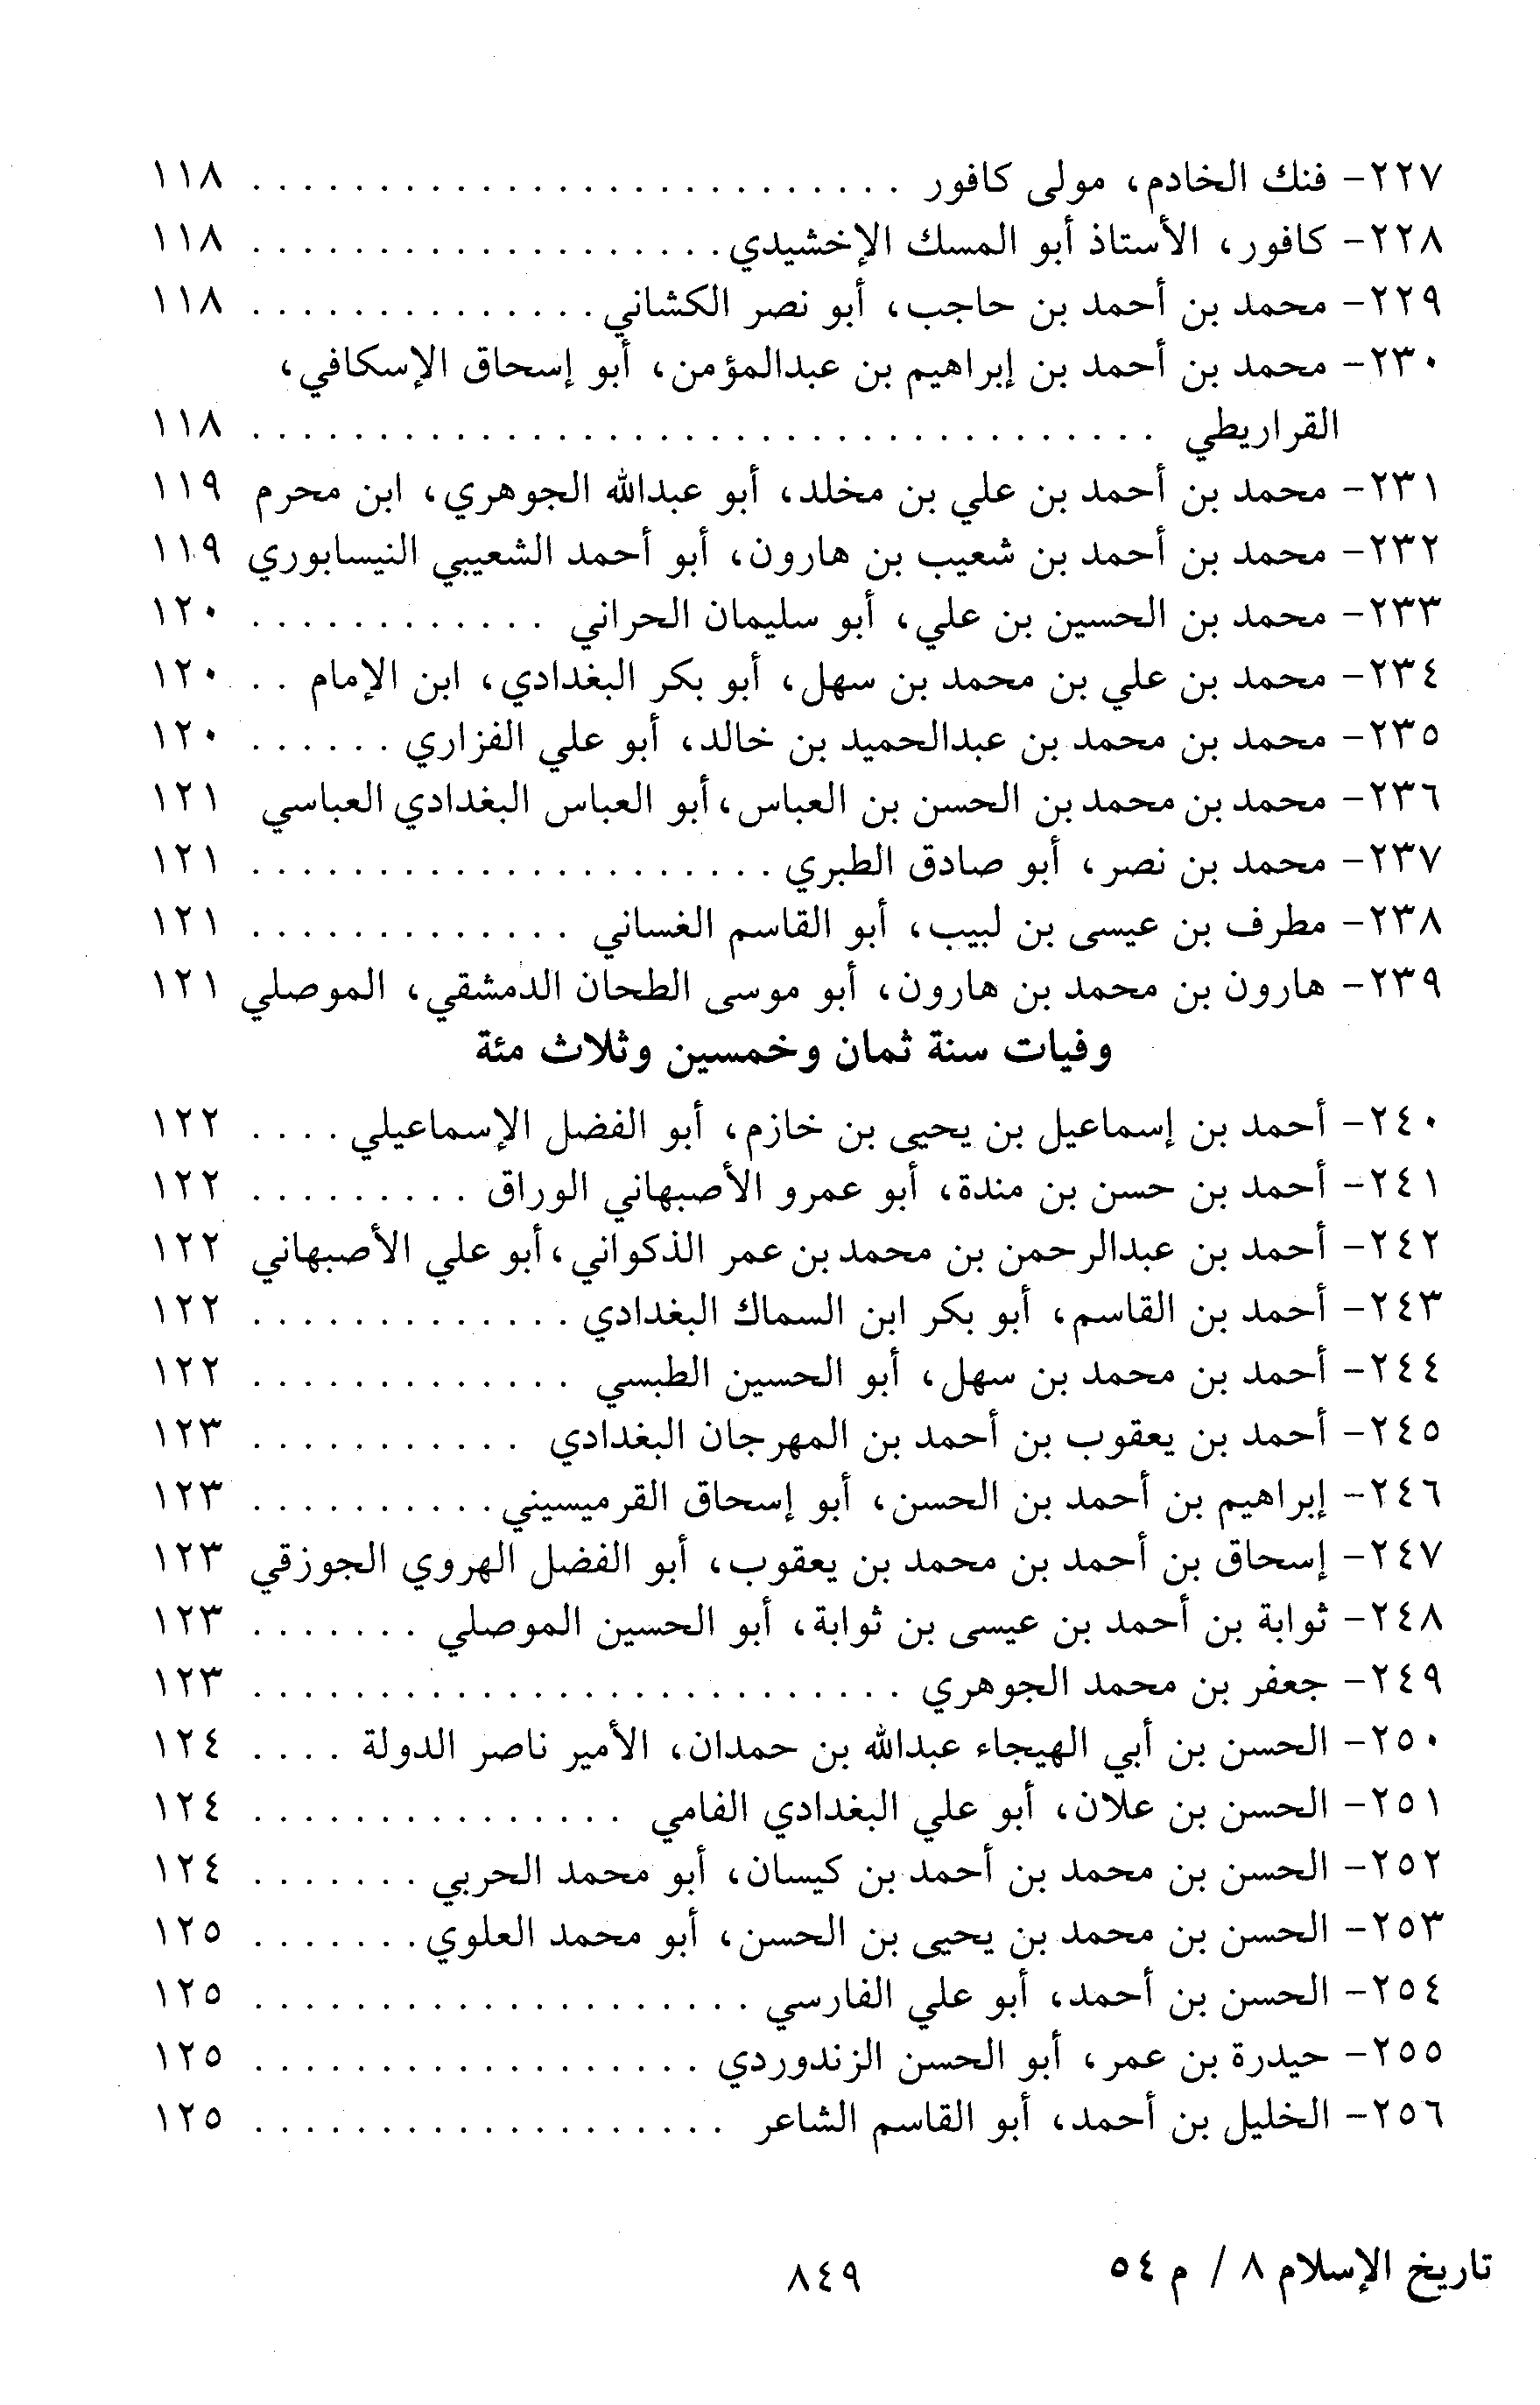 ٢٢٧- فنك الخادم، مولى كافور . . . . . . . . . . . . . . . . . . . . . . . . . . ١١٨
٢٢٨- كافور، الأستاذ أبو المسك الإخشيدي . . . . . . . . . . . . . . . . . . . ١١٨
٢٢٩- محمد بن أحمد بن حاجب، أبو نصر الكشاني . . . . . . . . . . . . . . ١١٨
٢٣٠- محمد بن أحمد بن إبراهيم بن عبدالمؤمن، أبو إسحاق الإسكافي،
القراريطي . . . . . . . . . . . . . . . . . . . . . . . . . . . . . . . . . . . . ١١٨
٢٣١- محمد بن أحمد بن علي بن مخلد، أبو عبدالله الجوهري، ابن محرم ١١٩
٢٣٢- محمد بن أحمد بن شعيب بن هارون، أبو أحمد الشعيبي النيسابوري ١١٩
٢٣٣- محمد بن الحسين بن علي، أبو سليمان الحراني . . . . . . . . . . . . ١٢٠
٢٣٤- محمد بن علي بن محمد بن سهل، أبو بكر البغدادي، ابن الإمام . . ١٢٠
٢٣٥- محمد بن محمد بن عبدالحميد بن خالد، أبو علي الفزاري . . . . . . ١٢٠
٢٣٦- محمد بن محمد بن الحسن بن العباس، أبو العباس البغدادي العباسي ١٢١
٢٣٧- محمد بن نصر، أبو صادق الطبري . . . . . . . . . . . . . . . . . . . . . ١٢١
٢٣٨- مطرف بن عيسى بن لبيب، أبو القاسم الغساني . . . . . . . . . . . . . ١٢١
٢٣٩- هارون بن محمد بن هارون، أبو موسى الطحان الدمشقي، الموصلي ١٢١
وفيات سنة ثمان وخمسين وثلاث مئة
٢٤٠- أحمد بن إسماعيل بن يحيى بن خازم، أبو الفضل الإسماعيلي . . . . ١٢٢
٢٤١- أحمد بن حسن بن مندة، أبو عمرو الأصبهاني الوراق . . . . . . . . . ١٢٢
٢٤٢- أحمد بن عبدالرحمن بن محمد بن عمر الذكواني، أبو علي الأصبهاني ١٢٢
٢٤٣- أحمد بن القاسم، أبو بكر ابن السماك البغدادي . . . . . . . . . . . . . ١٢٢
٢٤٤- أحمد بن محمد بن سهل، أبو الحسين الطبسي . . . . . . . . . . . . . ١٢٢
٢٤٥- أحمد بن يعقوب بن أحمد بن المهرجان البغدادي . . . . . . . . . . . ١٢٣
٢٤٦- إبراهيم بن أحمد بن الحسن، أبو إسحاق القرميسيني . . . . . . . . . . ١٢٣
٢٤٧- إسحاق بن أحمد بن محمد بن يعقوب، أبو الفضل الهروي الجوزقي ١٢٣
٢٤٨- ثوابة بن أحمد بن عيسى بن ثوابة، أبو الحسين الموصلي . . . . . . . ١٢٣
٢٤٩- جعفر بن محمد الجوهري . . . . . . . . . . . . . . . . . . . . . . . . . . ١٢٣
٢٥٠- الحسن بن أبي الهيجاء عبدالله بن حمدان، الأمير ناصر الدولة . . . . ١٢٤
٢٥١- الحسن بن علان، أبو علي البغدادي الفامي . . . . . . . . . . . . . . . ١٢٤
٢٥٢- الحسن بن محمد بن أحمد بن كيسان، أبو محمد الحربي . . . . . . . ١٢٤
٢٥٣- الحسن بن محمد بن يحيى بن الحسن، أبو محمد العلوي . . . . . . . ١٢٥
٢٥٤- الحسن بن أحمد، أبو علي الفارسي . . . . . . . . . . . . . . . . . . . . ١٢٥
٢٥٥- حيدرة بن عمر، أبو الحسن الزندوردي . . . . . . . . . . . . . . . . . . ١٢٥
٢٥٦- الخليل بن أحمد، أبو القاسم الشاعر . . . . . . . . . . . . . . . . . . . ١٢٥
تاريخ الإسلام ٨ / م ٥٤
٨٤٩